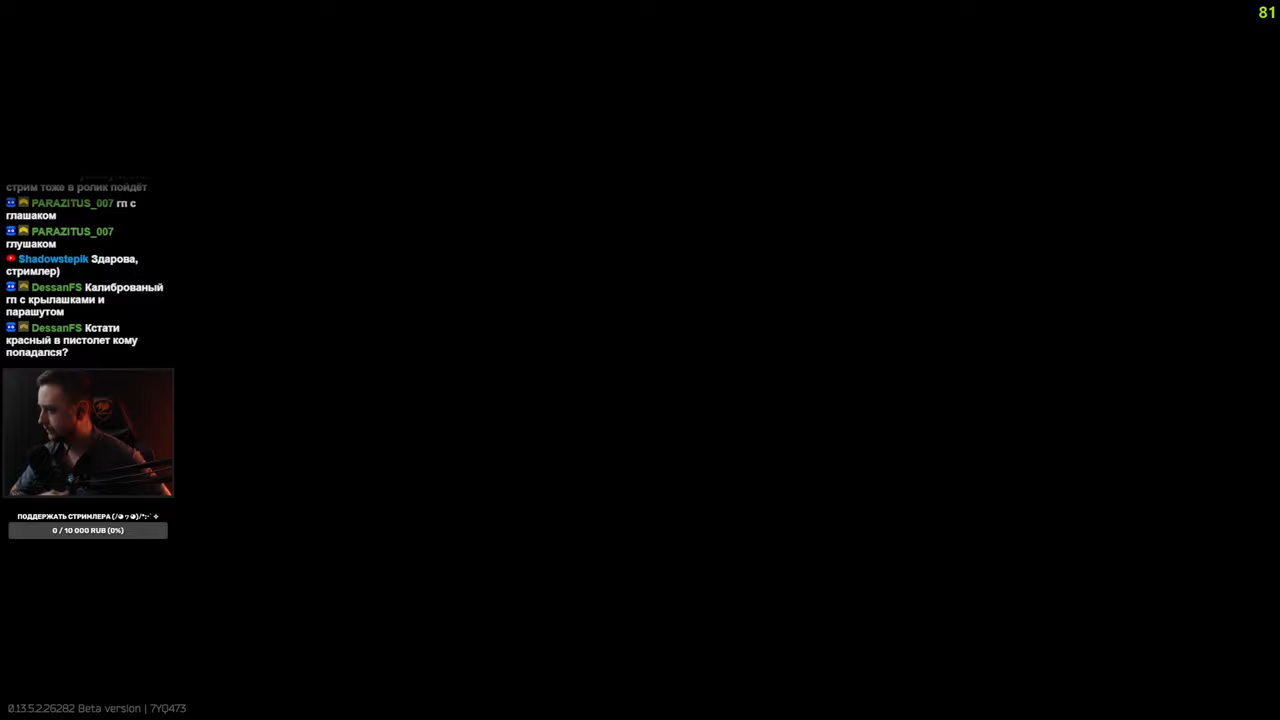 81
стрим тоже в ролик пойдёт
PARAZITUS_007 гп с
глашаком
PARAZITUS_007
глушаком
Shadowstepik Здарова,
стримлер)
DessanFS Калиброваный
гп с крылашками и
парашутом
DessanFS Кстати
красный в пистолет кому
попадался?
ПОДДЕРЖАТЬ СТРИМЛЕРА
0 / 10 000 RUB (0%)
0.13.5.2.26282 Beta version | 7YQ473